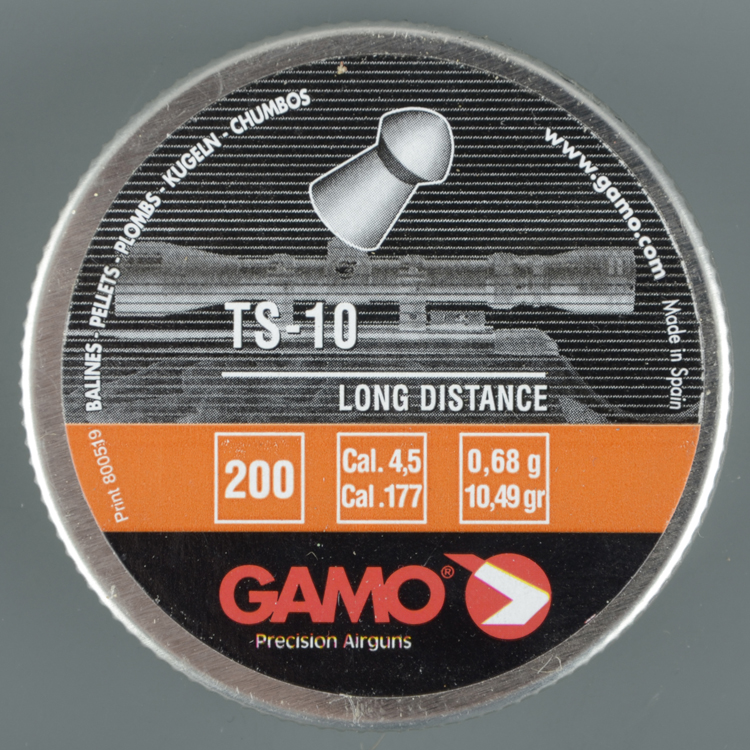 BALINES - PELLETS - PLOMBS - KUGELN - CHUMBOS
www.gamo.com
Made in Spain
TS-10
LONG DISTANCE
Print 800519
200
Cal. 4,5
Cal .177
0,68 g
10,49 gr
GAMO®
Precision Airguns